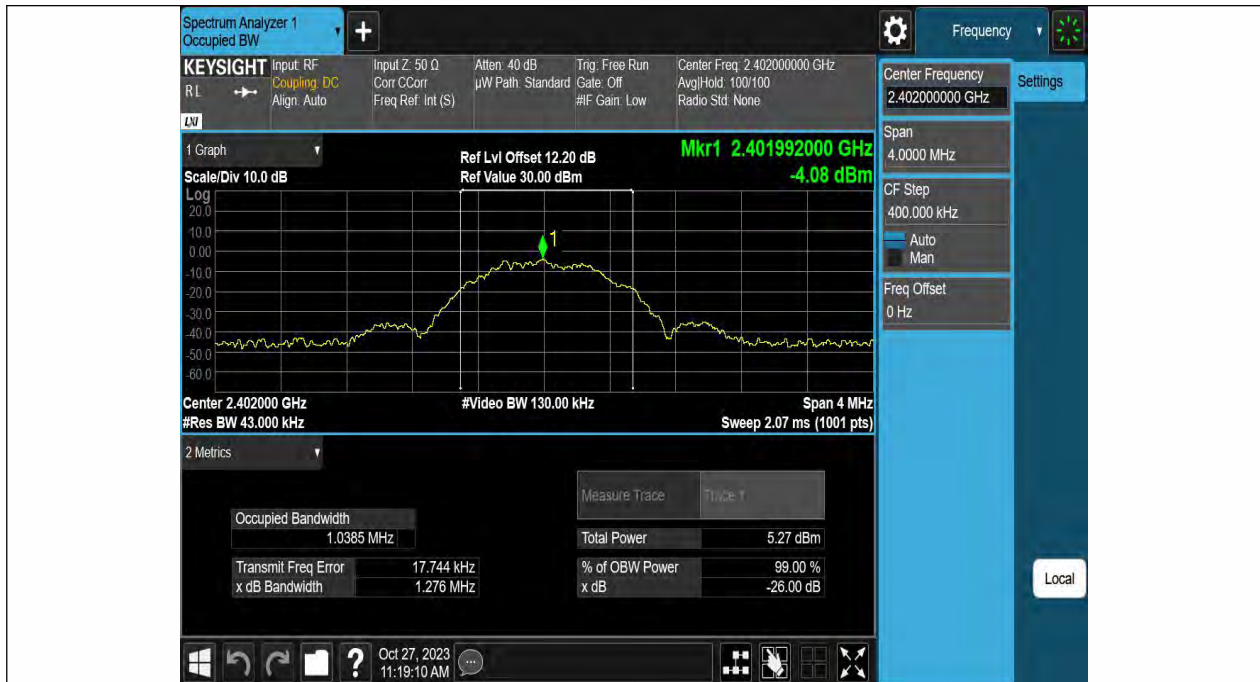 Spectrum Analyzer 1
Occupied BW
Frequency
KEYSIGHT
RL
LXI
Input: RF
Coupling: DC
Align: Auto
Input Z: 50 Ω
Corr CCorr
Freq Ref: Int (S)
Atten: 40 dB
µW Path: Standard
Trig: Free Run
Gate: Off
#IF Gain: Low
Center Freq: 2.402000000 GHz
Avg|Hold: 100/100
Radio Std: None
Center Frequency
2.402000000 GHz
Settings
Span
4.0000 MHz
CF Step
400.000 kHz
Auto
Man
Freq Offset
0 Hz
Local
1 Graph
Scale/Div 10.0 dB
Ref Lvl Offset 12.20 dB
Ref Value 30.00 dBm
Mkr1 2.401992000 GHz
-4.08 dBm
Log
20.0
10.0
0.00
-10.0
-20.0
-30.0
-40.0
-50.0
-60.0
1
Center 2.402000 GHz
#Res BW 43.000 kHz
#Video BW 130.00 kHz
Span 4 MHz
Sweep 2.07 ms (1001 pts)
2 Metrics
Measure Trace
Trace 1
Occupied Bandwidth
1.0385 MHz
Total Power 5.27 dBm
Transmit Freq Error 17.744 kHz
% of OBW Power 99.00 %
x dB Bandwidth 1.276 MHz
x dB -26.00 dB
?
Oct 27, 2023
11:19:10 AM